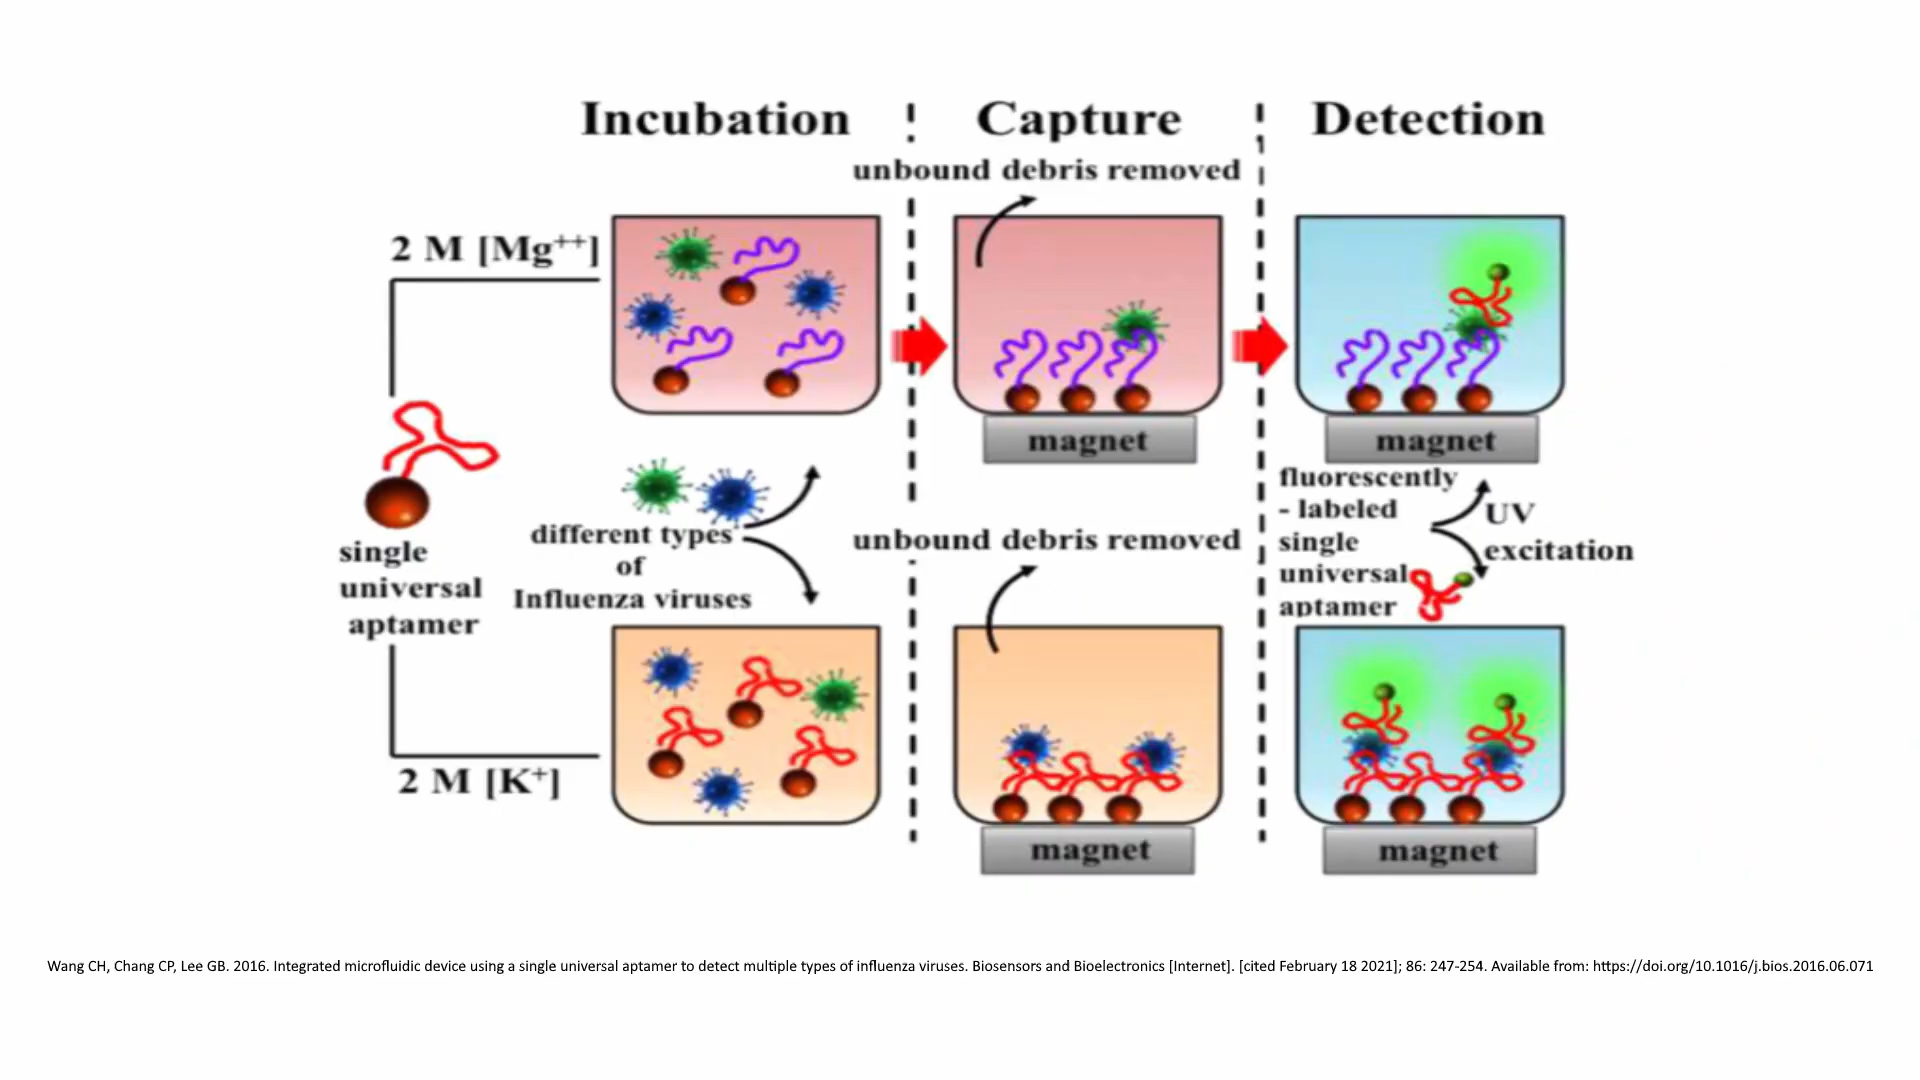 Incubation
Capture
Detection
unbound debris removed
2 M [Mg⁺⁺]
magnet
magnet
single
universal
aptamer
different types
of
Influenza viruses
unbound debris removed
fluorescently
- labeled
single
universal
aptamer
UV
excitation
2 M [K⁺]
magnet
magnet
Wang CH, Chang CP, Lee GB. 2016. Integrated microfluidic device using a single universal aptamer to detect multiple types of influenza viruses. Biosensors and Bioelectronics [Internet]. [cited February 18 2021]; 86: 247-254. Available from: https://doi.org/10.1016/j.bios.2016.06.071